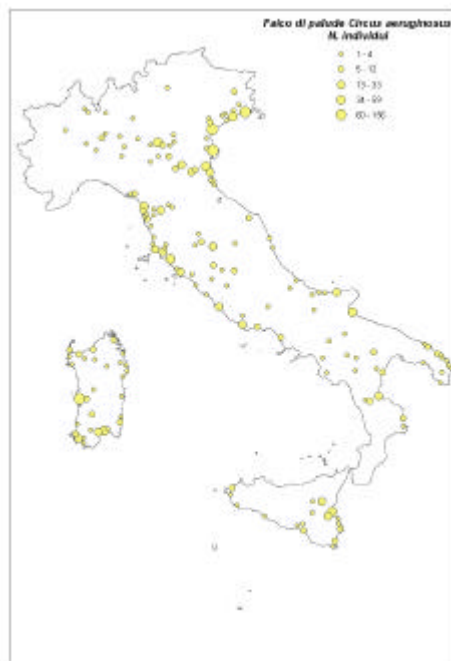 Falco di palude Circus aeruginosus
N. individui
1 - 4
5 - 12
13 - 33
34 - 59
60 - 156